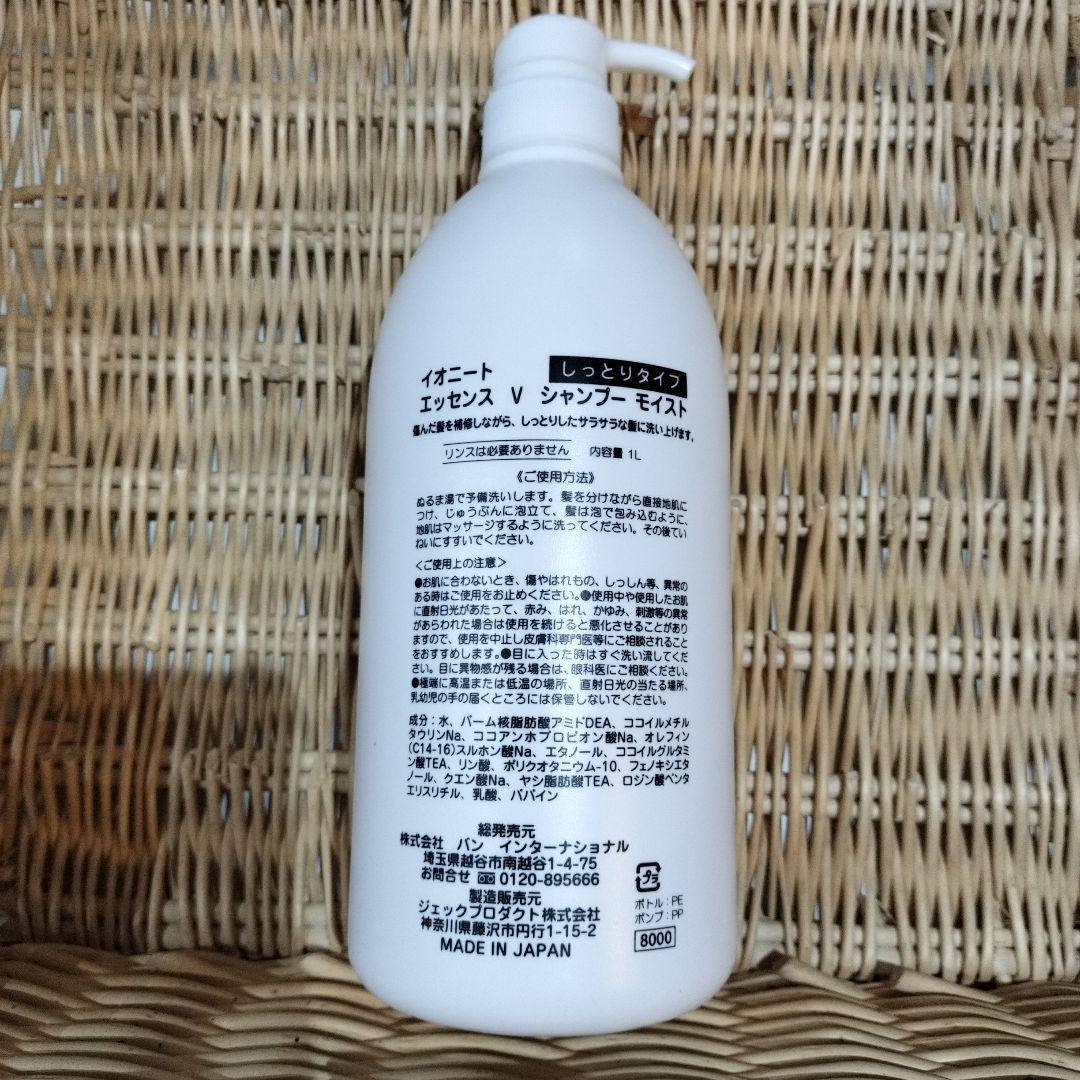 イオニート
しっとりタイプ
エッセンス V シャンプー モイスト
傷んだ髪を補修しながら、しっとりしたサラサラな髪に洗い上げます。
リンスは必要ありません 内容量 1L
《ご使用方法》
ぬるま湯で予備洗いします。髪を分けながら直接地肌に
つけ、じゅうぶんに泡立て、髪は泡で包み込むように、
地肌はマッサージするように洗ってください。その後てい
ねいにすすいでください。
＜ご使用上の注意＞
●お肌に合わないとき、傷やはれもの、しっしん等、異常の
ある時はご使用をお止めください。●使用中や使用したお肌
に直射日光があたって、赤み、はれ、かゆみ、刺激等の異常
があらわれた場合は使用を続けると悪化させることがあり
ますので、使用を中止し皮膚科専門医等にご相談されること
をおすすめします。●目に入った時はすぐ洗い流してくだ
さい。目に異物感が残る場合は、眼科医にご相談ください。
●極端に高温または低温の場所、直射日光の当たる場所、
乳幼児の手の届くところには保管しないでください。
成分：水、パーム核脂肪酸アミドDEA、ココイルメチル
タウリンNa、ココアンホプロピオン酸Na、オレフィン
(C14-16)スルホン酸Na、エタノール、ココイルグルタミ
ン酸TEA、リン酸、ポリクオタニウム-10、フェノキシエタ
ノール、クエン酸Na、ヤシ脂肪酸TEA、ロジン酸ペンタ
エリスリチル、乳酸、パパイン
総発売元
株式会社 バン インターナショナル
埼玉県越谷市南越谷1-4-75
お問合せ 0120-895666
製造販売元
ジェックプロダクト株式会社
神奈川県藤沢市円行1-15-2
MADE IN JAPAN
プラ
ボトル：PE
ポンプ：PP
8000